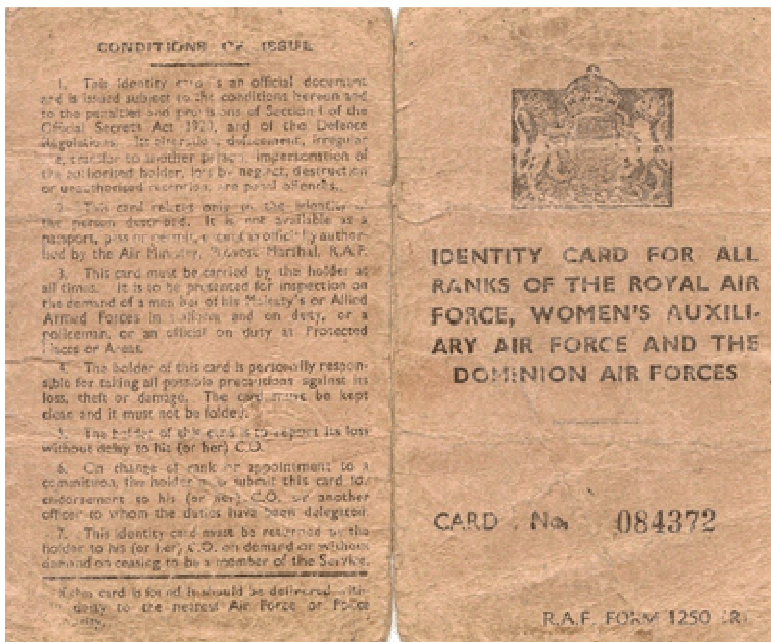 CONDITIONS OF ISSUE
1. This identity card is an official document
and is issued subject to the conditions hereon and
to the penalties and provisions of Section 1 of the
Official Secrets Act 1920, and of the Defence
Regulations. Its alteration, defacement, irregular
use, transfer to another person, impersonation of
the authorised holder, loss by neglect, destruction
or unauthorised retention, are penal offences.
2. This card relates only to the identity of
the person described. It is not available as a
passport, pass or permit, except as officially author-
ised by the Air Ministry, Provost Marshal, R.A.F.
3. This card must be carried by the holder at
all times. It is to be presented for inspection on
the demand of a member of his Majesty's or Allied
Armed Forces in uniform and on duty, or a
policeman, or an official on duty at Protected
Places or Areas.
4. The holder of this card is personally respon-
sible for taking all possible precautions against its
loss, theft or damage. The card must be kept
clean and it must not be folded.
5. The holder of this card is to report its loss
without delay to his (or her) C.O.
6. On change of rank or appointment to a
commission, the holder must submit this card for
endorsement to his (or her) C.O. or another
officer to whom the duties have been delegated.
7. This identity card must be returned by the
holder to his (or her) C.O. on demand or without
demand on ceasing to be a member of the Service.
If this card is found it should be delivered with-
delay to the nearest Air Force or Police
IDENTITY CARD FOR ALL
RANKS OF THE ROYAL AIR
FORCE, WOMEN'S AUXILI-
ARY AIR FORCE AND THE
DOMINION AIR FORCES
CARD No. 084372
R.A.F. FORM 1250